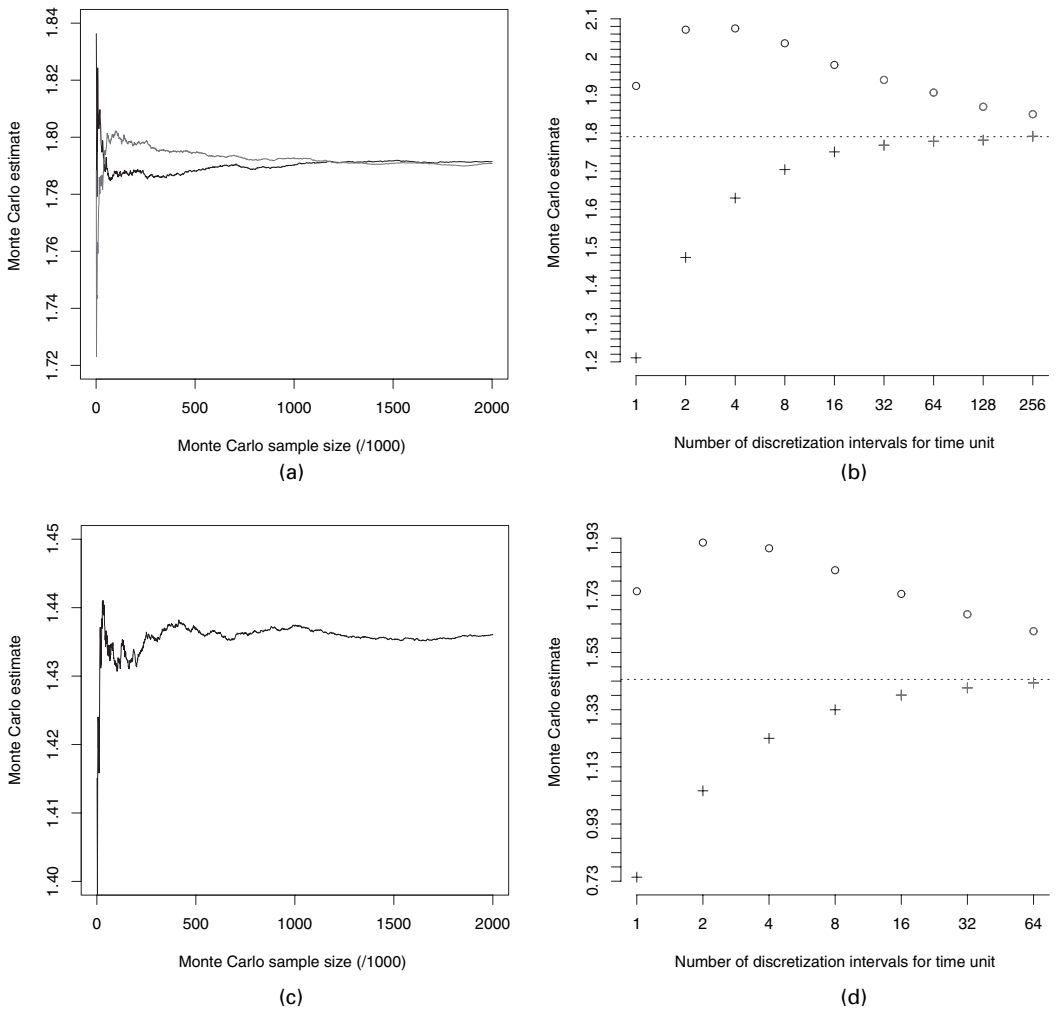 Monte Carlo estimate
1.84
1.82
1.80
1.78
1.76
1.74
1.72
0 500 1000 1500 2000
Monte Carlo sample size (/1000)
(a)
Monte Carlo estimate
2.1
2
1.9
1.8
1.7
1.6
1.5
1.4
1.3
1.2
1 2 4 8 16 32 64 128 256
Number of discretization intervals for time unit
(b)
Monte Carlo estimate
1.45
1.44
1.43
1.42
1.41
1.40
0 500 1000 1500 2000
Monte Carlo sample size (/1000)
(c)
Monte Carlo estimate
1.93
1.73
1.53
1.33
1.13
0.93
0.73
1 2 4 8 16 32 64
Number of discretization intervals for time unit
(d)